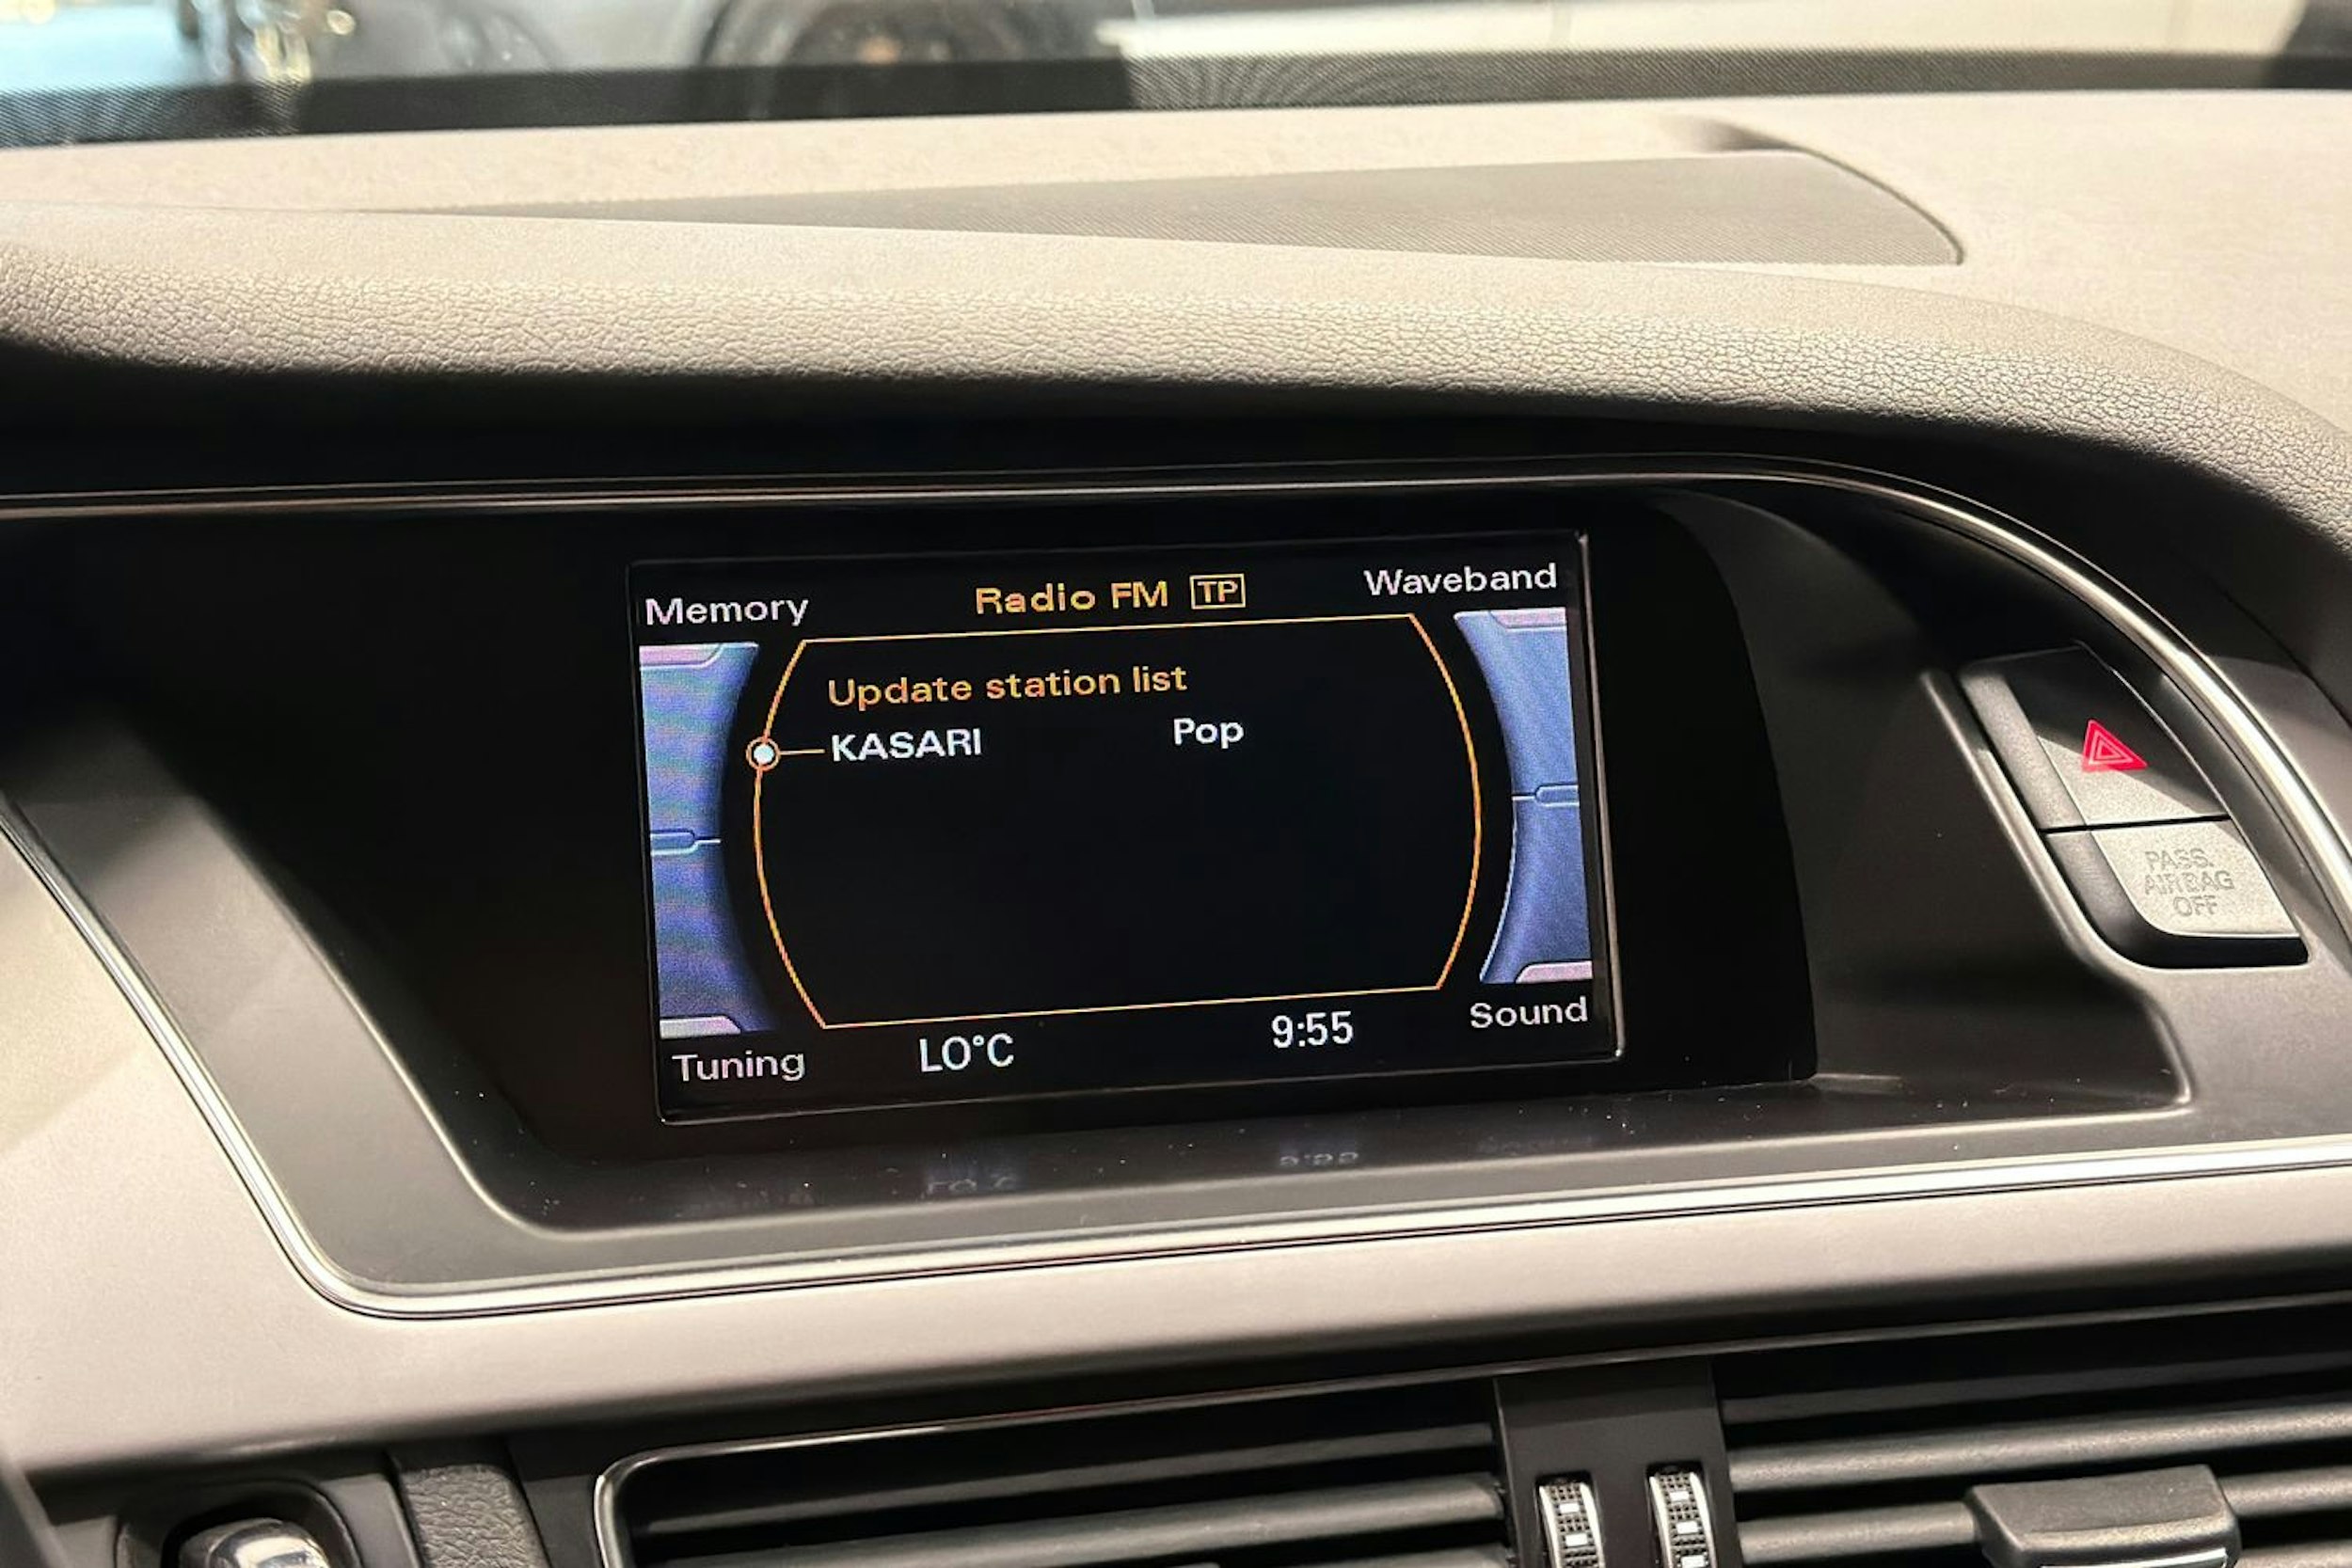 Memory
Radio FM TP
Waveband
Update station list
KASARI Pop
Tuning
LO°C
9:55
Sound
PASS.
AIRBAG
OFF